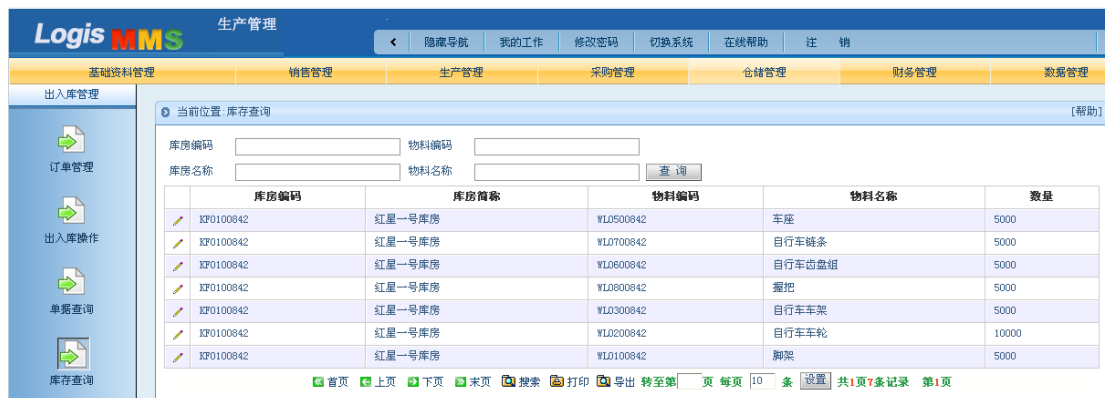 Logis MMS 生产管理
隐藏导航 我的工作 修改密码 切换系统 在线帮助 注 销
基础资料管理 销售管理 生产管理 采购管理 仓储管理 财务管理 数据管理
出入库管理
当前位置:库存查询 [帮助]
库房编码 物料编码
库房名称 物料名称 查 询
库房编码 库房简称 物料编码 物料名称 数量
KF0100842 红星一号库房 WL0500842 车座 5000
KF0100842 红星一号库房 WL0700842 自行车链条 5000
KF0100842 红星一号库房 WL0600842 自行车齿盘组 5000
KF0100842 红星一号库房 WL0800842 握把 5000
KF0100842 红星一号库房 WL0300842 自行车车架 5000
KF0100842 红星一号库房 WL0200842 自行车车轮 10000
KF0100842 红星一号库房 WL0100842 脚架 5000
首页 上页 下页 末页 搜索 打印 导出 转至第 页 每页 10 条 设置 共1页7条记录 第1页
订单管理
出入库操作
单据查询
库存查询